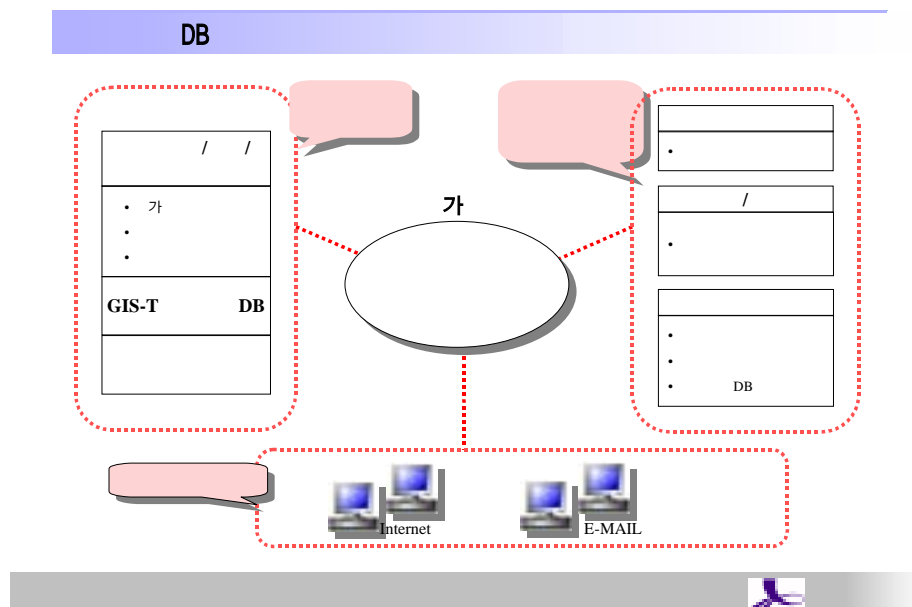 DB
/ /
• 가
•
•
GIS-T DB
가
•
/
•
•
•
• DB
Internet
E-MAIL